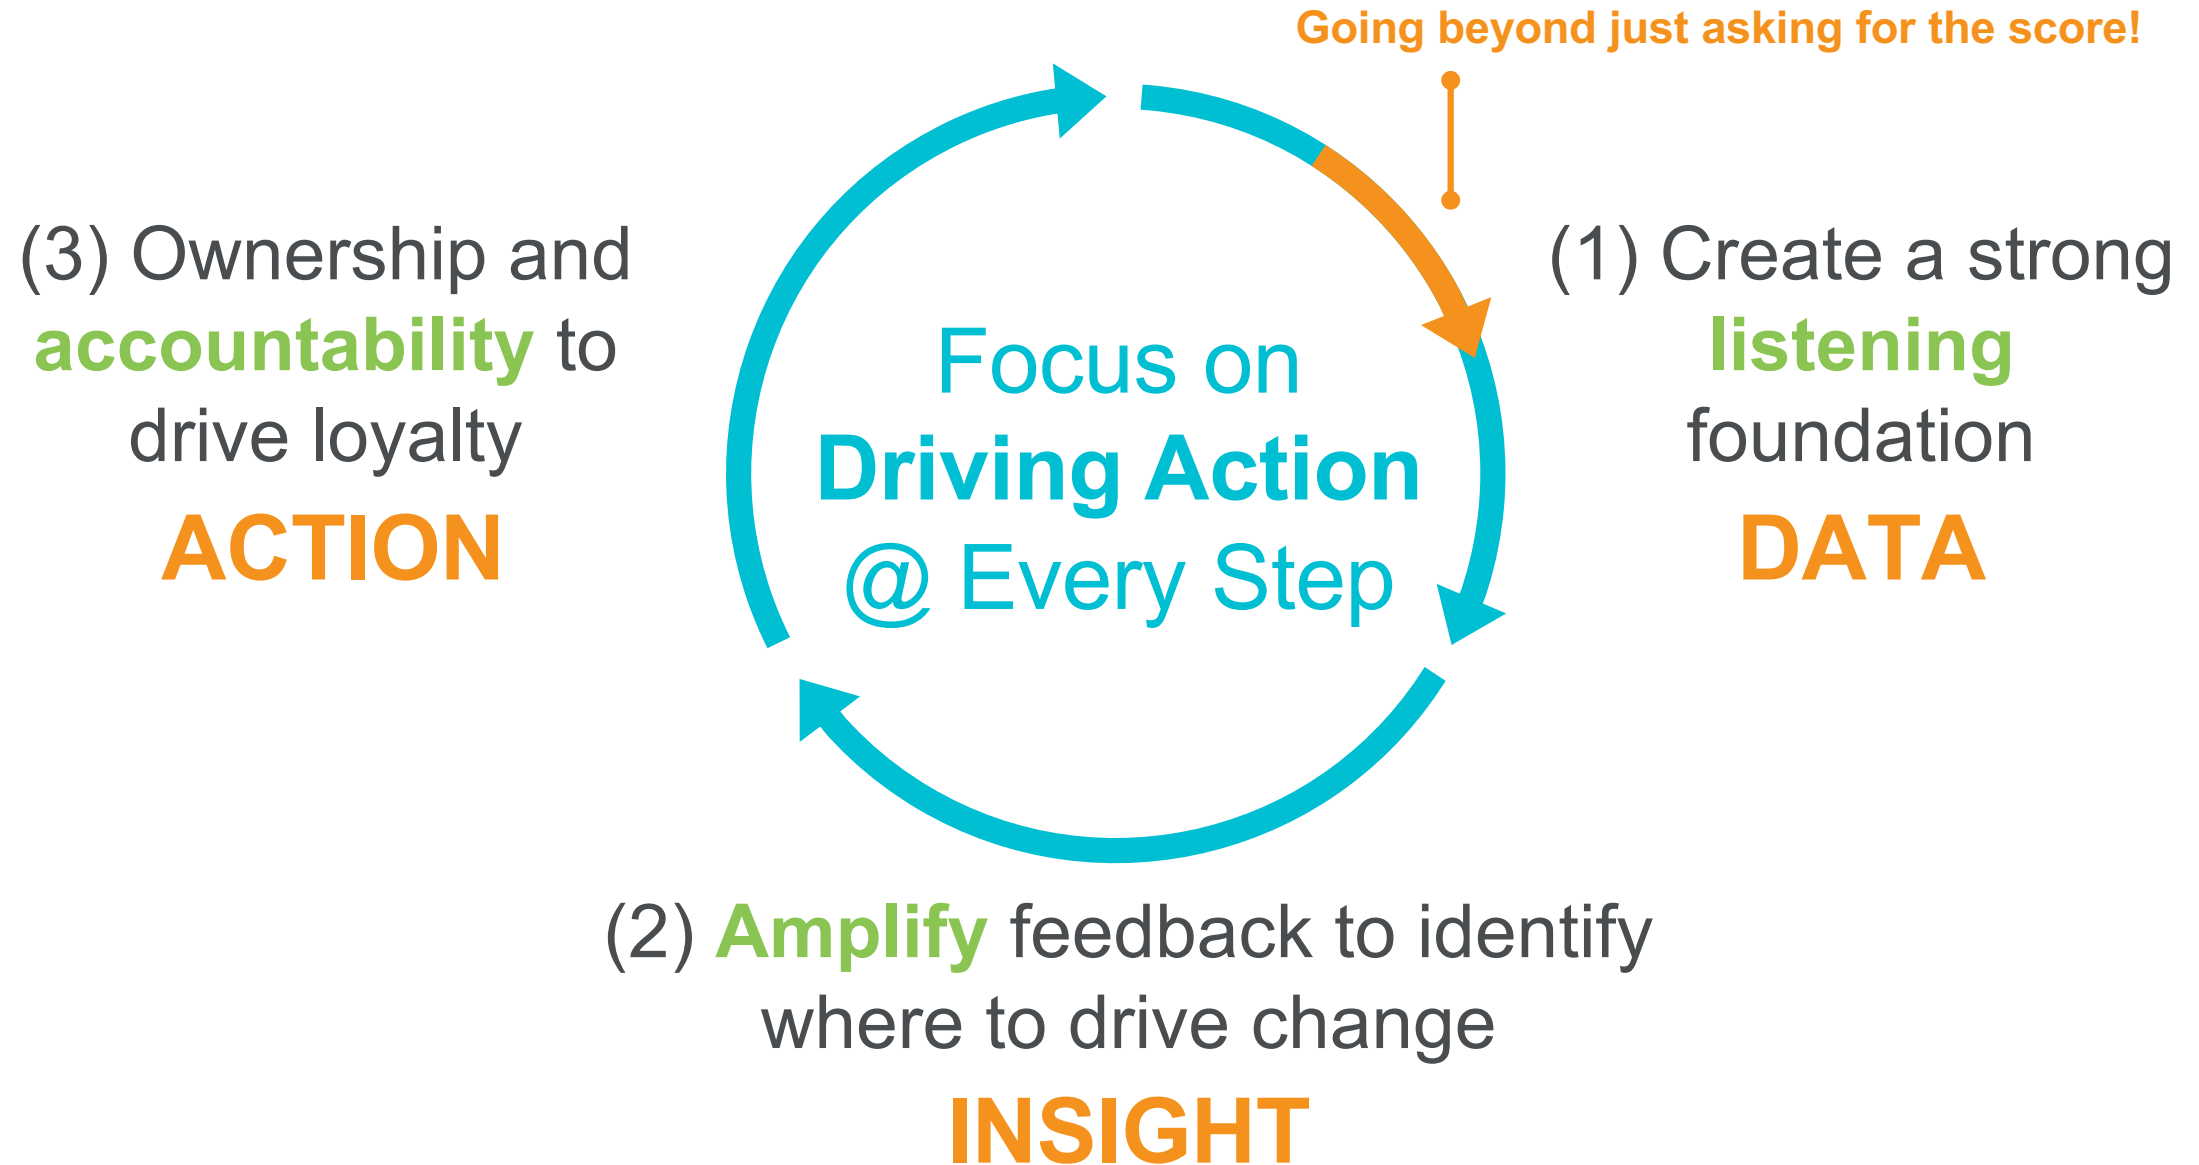 Going beyond just asking for the score!
(3) Ownership and
accountability to
drive loyalty
ACTION
Focus on
Driving Action
@ Every Step
(1) Create a strong
listening
foundation
DATA
(2) Amplify feedback to identify
where to drive change
INSIGHT